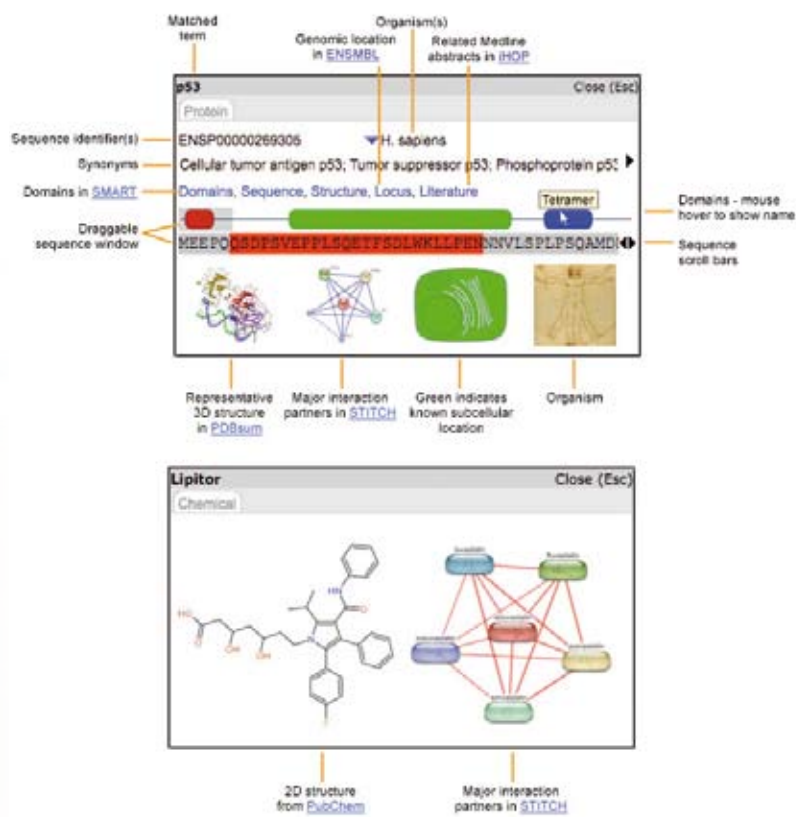 Matched
term
Organism(s)
Genomic location
in ENSMBL
Related Medline
abstracts in iHOP
p53
Close (Esc)
Protein
Sequence identifier(s)
ENSP00000269305
H. sapiens
Synonyms
Cellular tumor antigen p53; Tumor suppressor p53; Phosphoprotein p53
Domains in SMART
Domains, Sequence, Structure, Locus, Literature
Tetramer
Domains - mouse
hover to show name
Draggable
sequence window
MEEPQQSDPSVEPPLSQETFSDLWKLLPENNNVLSPLPSQAMD
Sequence
scroll bars
Representative
3D structure
in PDBsum
Major interaction
partners in STITCH
Green indicates
known subcellular
location
Organism
Lipitor
Close (Esc)
Chemical
HN
O
HO
O
OH
OH
N
F
2D structure
from PubChem
Major interaction
partners in STITCH